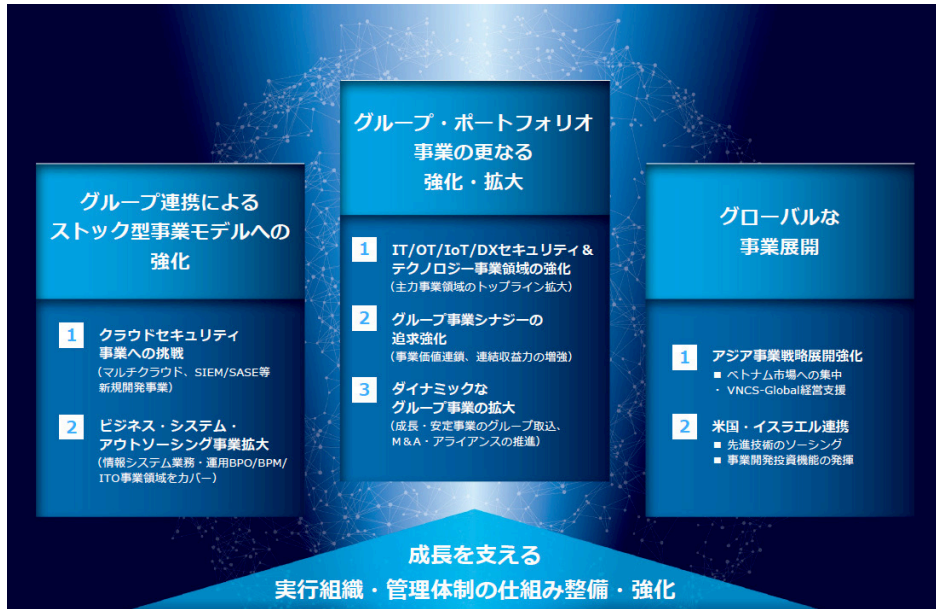 グループ連携による
ストック型事業モデルへの
強化
1 クラウドセキュリティ
事業への挑戦
（マルチクラウド、SIEM/SASE等
新規開発事業）
2 ビジネス・システム・
アウトソーシング事業拡大
（情報システム業務・運用BPO/BPM/
ITO事業領域をカバー）
グループ・ポートフォリオ
事業の更なる
強化・拡大
1 IT/OT/IoT/DXセキュリティ＆
テクノロジー事業領域の強化
（主力事業領域のトップライン拡大）
2 グループ事業シナジーの
追求強化
（事業価値連鎖、連結収益力の増強）
3 ダイナミックな
グループ事業の拡大
（成長・安定事業のグループ取込、
M＆A・アライアンスの推進）
グローバルな
事業展開
1 アジア事業戦略展開強化
■ ベトナム市場への集中
・ VNCS-Global経営支援
2 米国・イスラエル連携
■ 先進技術のソーシング
■ 事業開発投資機能の発揮
成長を支える
実行組織・管理体制の仕組み整備・強化